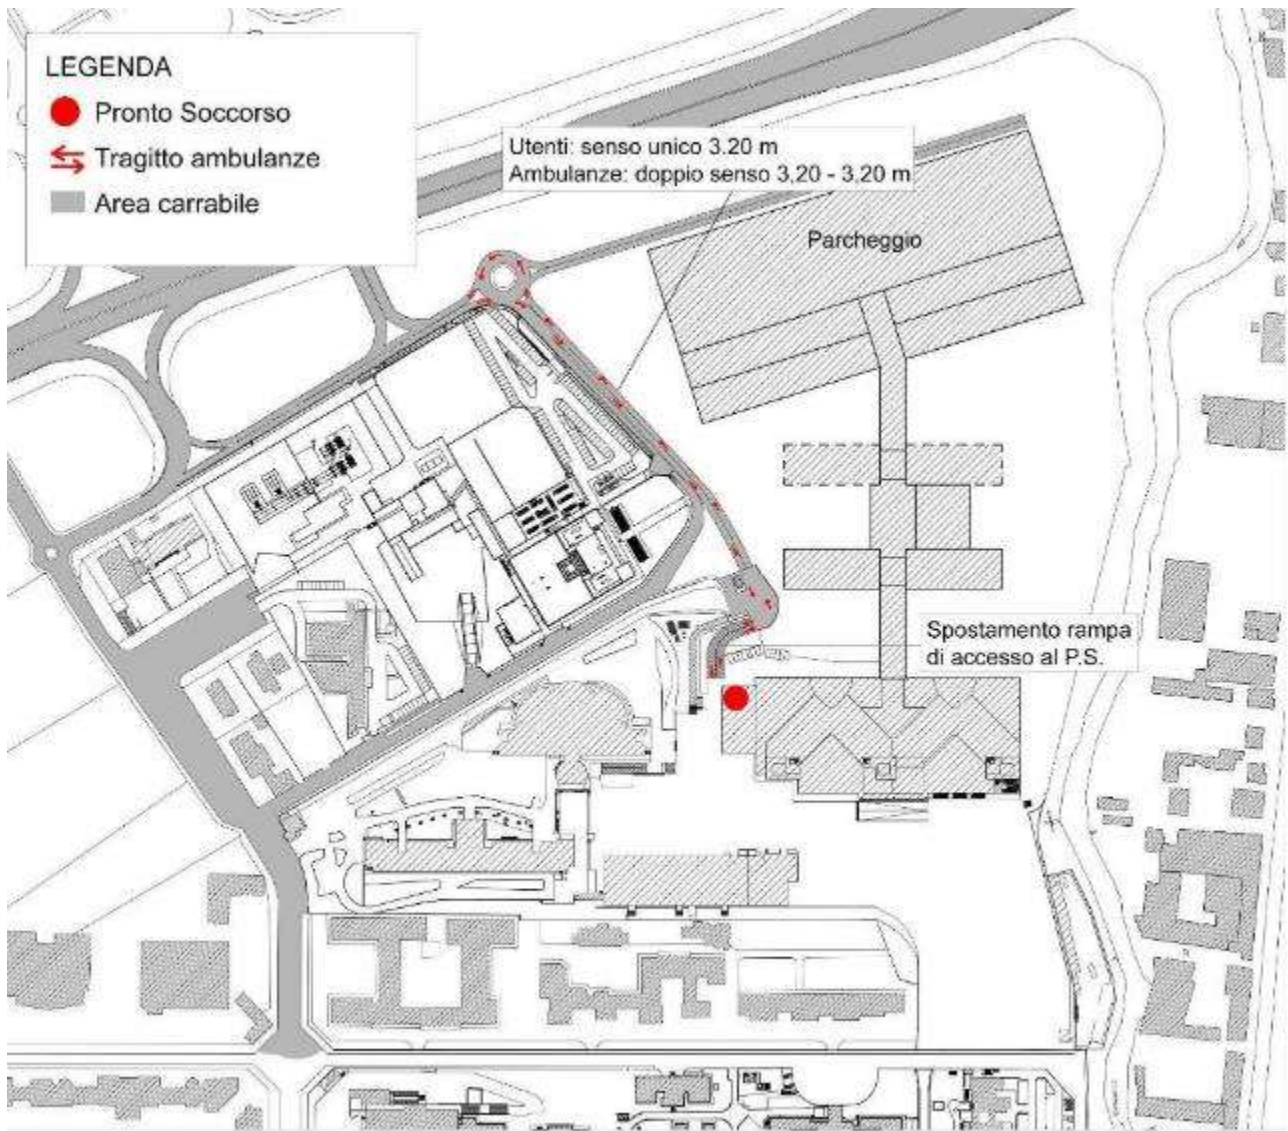 LEGENDA
Pronto Soccorso
Tragitto ambulanze
Area carrabile
Utenti: senso unico 3.20 m
Ambulanze: doppio senso 3,20 - 3,20 m
Parcheggio
Spostamento rampa
di accesso al P.S.